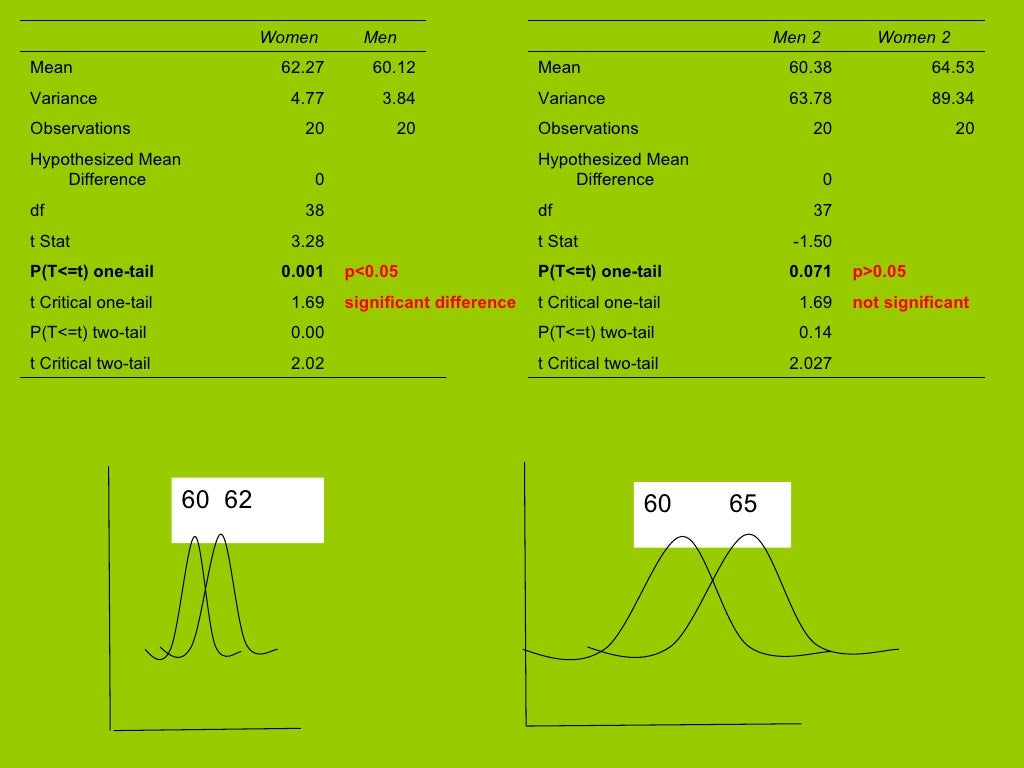 Women Men
Mean 62.27 60.12
Variance 4.77 3.84
Observations 20 20
Hypothesized Mean
Difference 0
df 38
t Stat 3.28
P(T<=t) one-tail 0.001 p<0.05
t Critical one-tail 1.69 significant difference
P(T<=t) two-tail 0.00
t Critical two-tail 2.02
Men 2 Women 2
Mean 60.38 64.53
Variance 63.78 89.34
Observations 20 20
Hypothesized Mean
Difference 0
df 37
t Stat -1.50
P(T<=t) one-tail 0.071 p>0.05
t Critical one-tail 1.69 not significant
P(T<=t) two-tail 0.14
t Critical two-tail 2.027
60 62
60 65